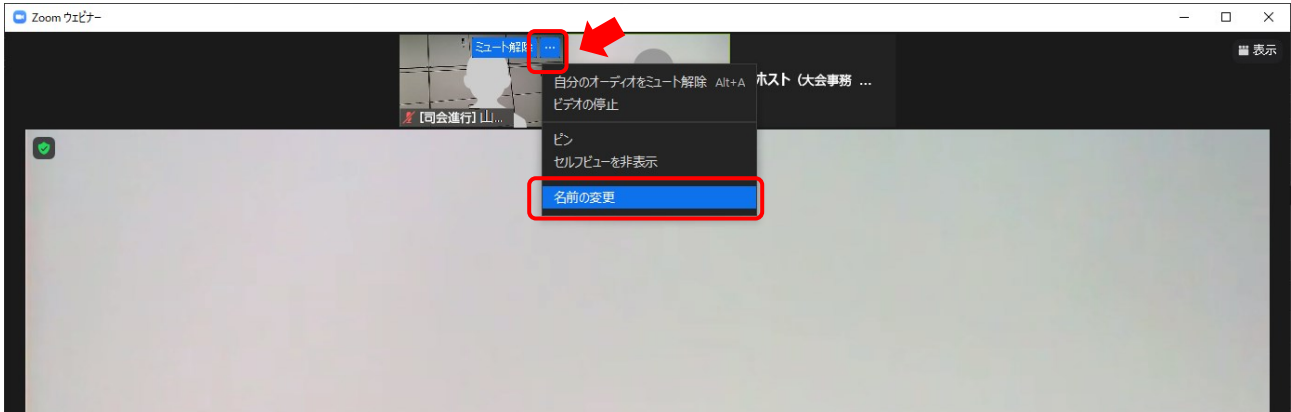 Zoom ウェビナー
表示
ミュート解除 ...
[司会進行] 山...
ホスト (大会事務 ...
自分のオーディオをミュート解除 Alt+A
ビデオの停止
ピン
セルフビューを非表示
名前の変更